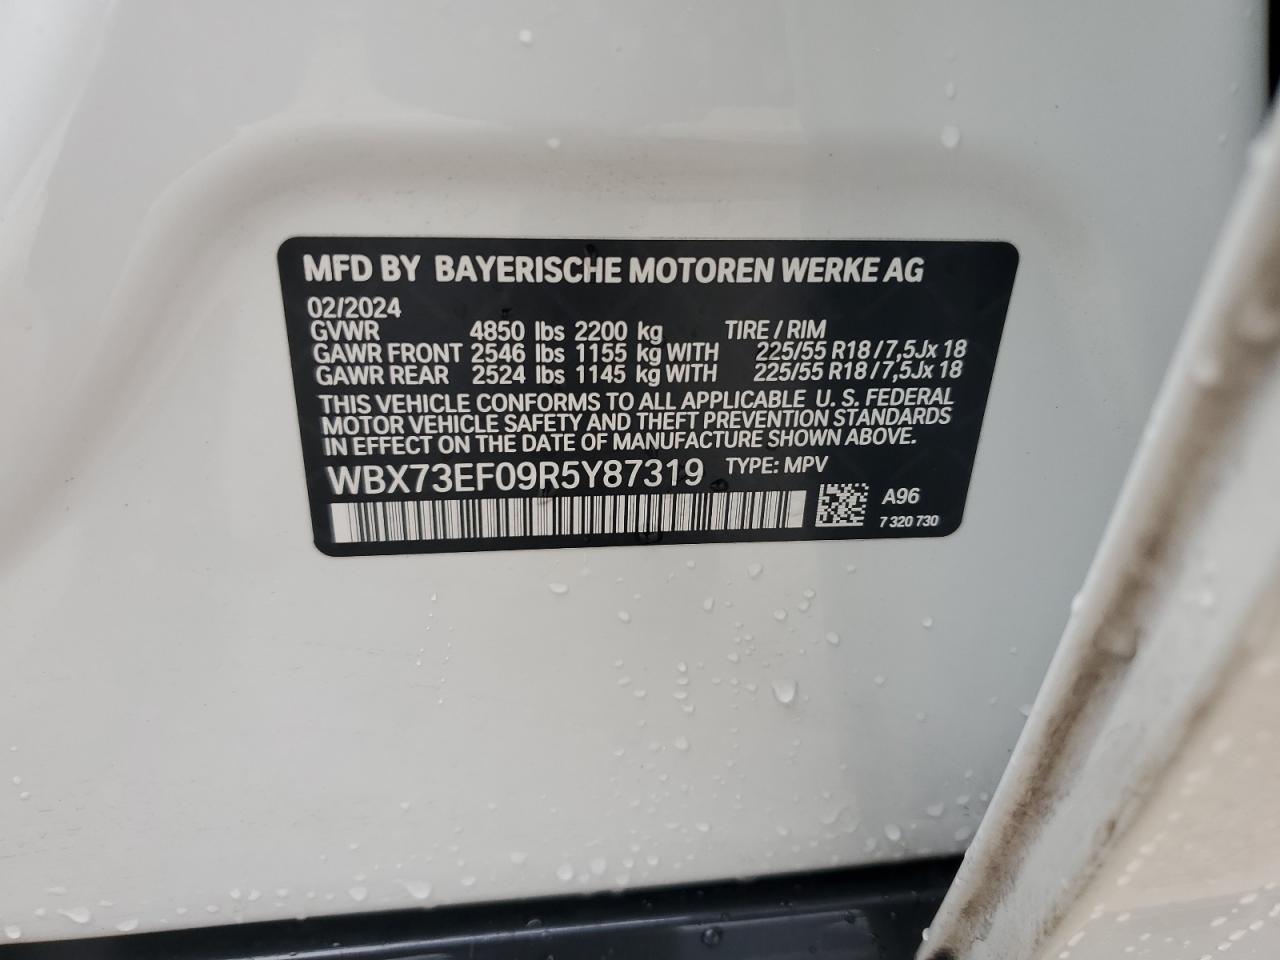 MFD BY BAYERISCHE MOTOREN WERKE AG
02/2024
GVWR 4850 lbs 2200 kg TIRE / RIM
GAWR FRONT 2546 lbs 1155 kg WITH 225/55 R18 / 7,5Jx 18
GAWR REAR 2524 lbs 1145 kg WITH 225/55 R18 / 7,5Jx 18
THIS VEHICLE CONFORMS TO ALL APPLICABLE U. S. FEDERAL
MOTOR VEHICLE SAFETY AND THEFT PREVENTION STANDARDS
IN EFFECT ON THE DATE OF MANUFACTURE SHOWN ABOVE.
WBX73EF09R5Y87319 TYPE: MPV
A96
7 320 730